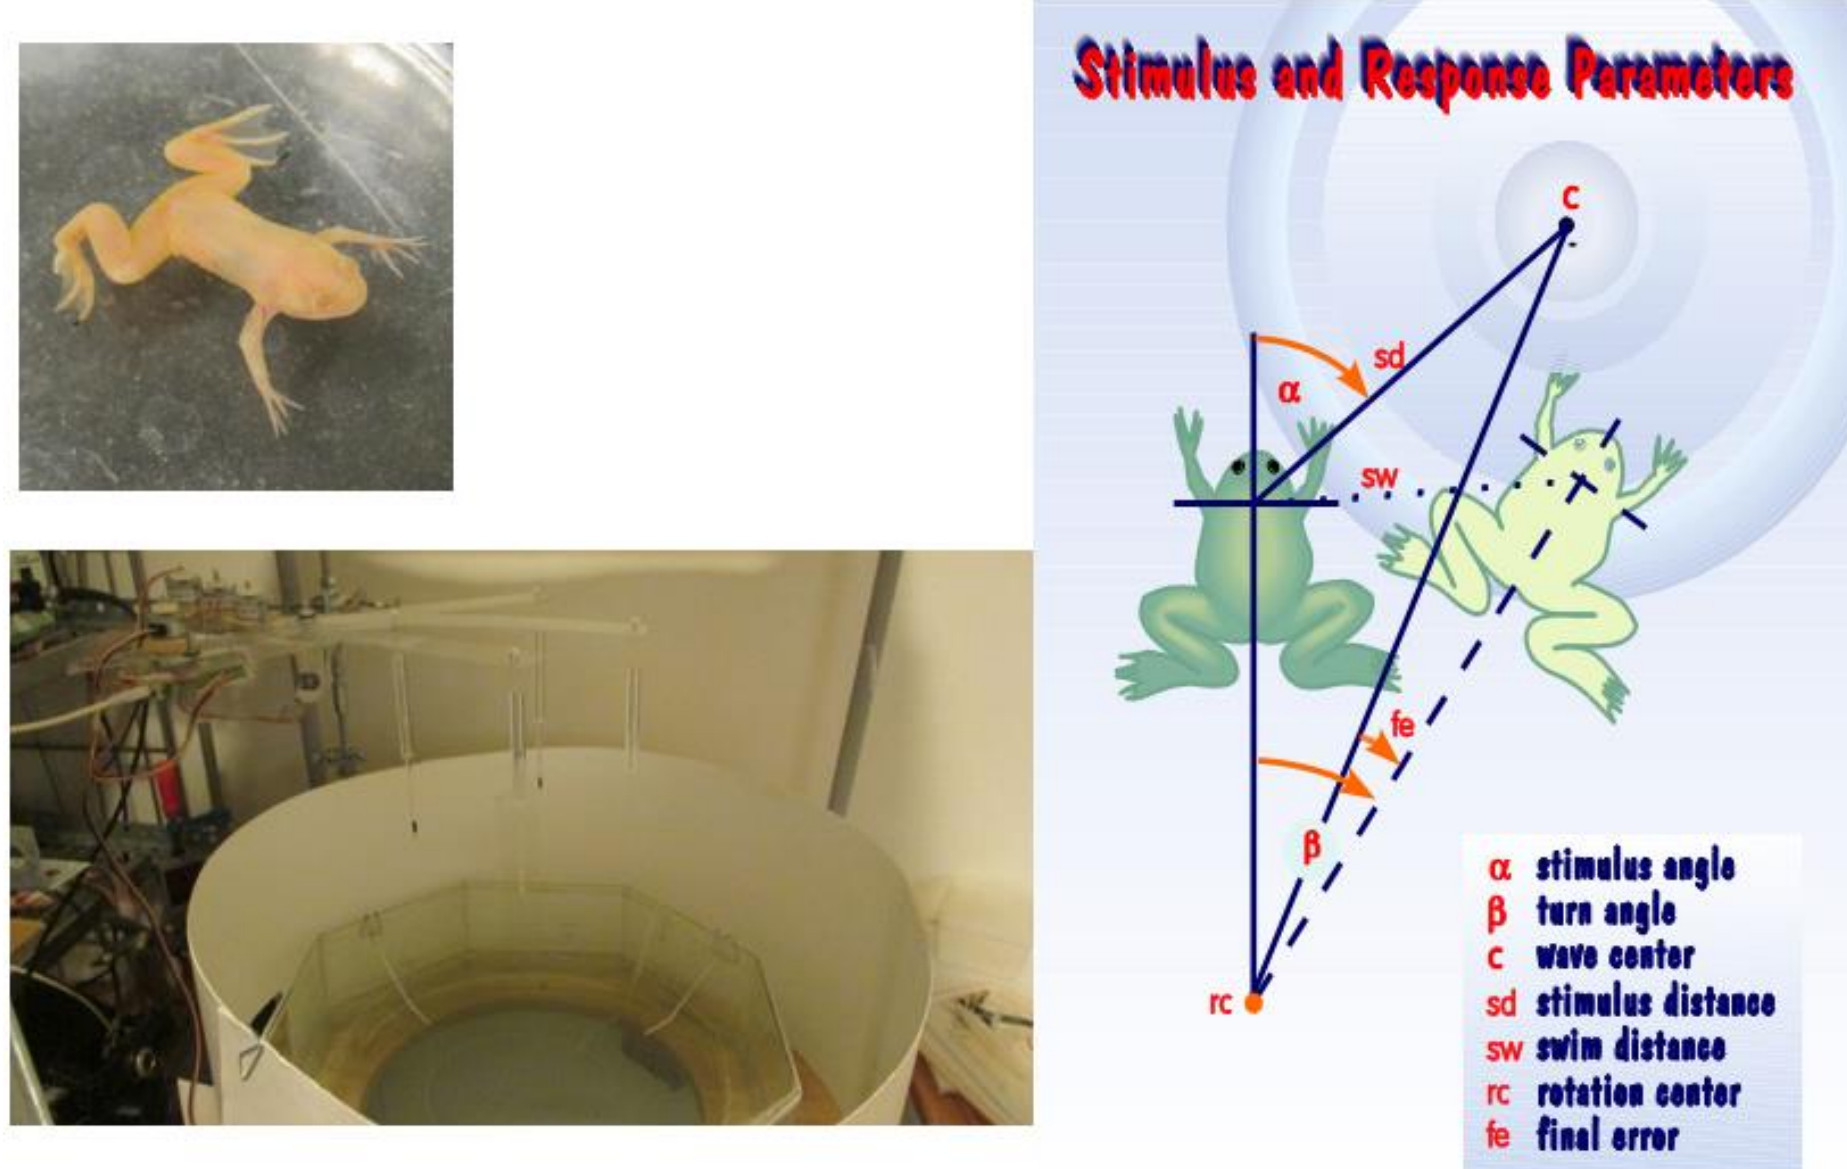 Stimulus and Response Parameters
c
sd
α
sw
fe
β
rc
α stimulus angle
β turn angle
c wave center
sd stimulus distance
sw swim distance
rc rotation center
fe final error